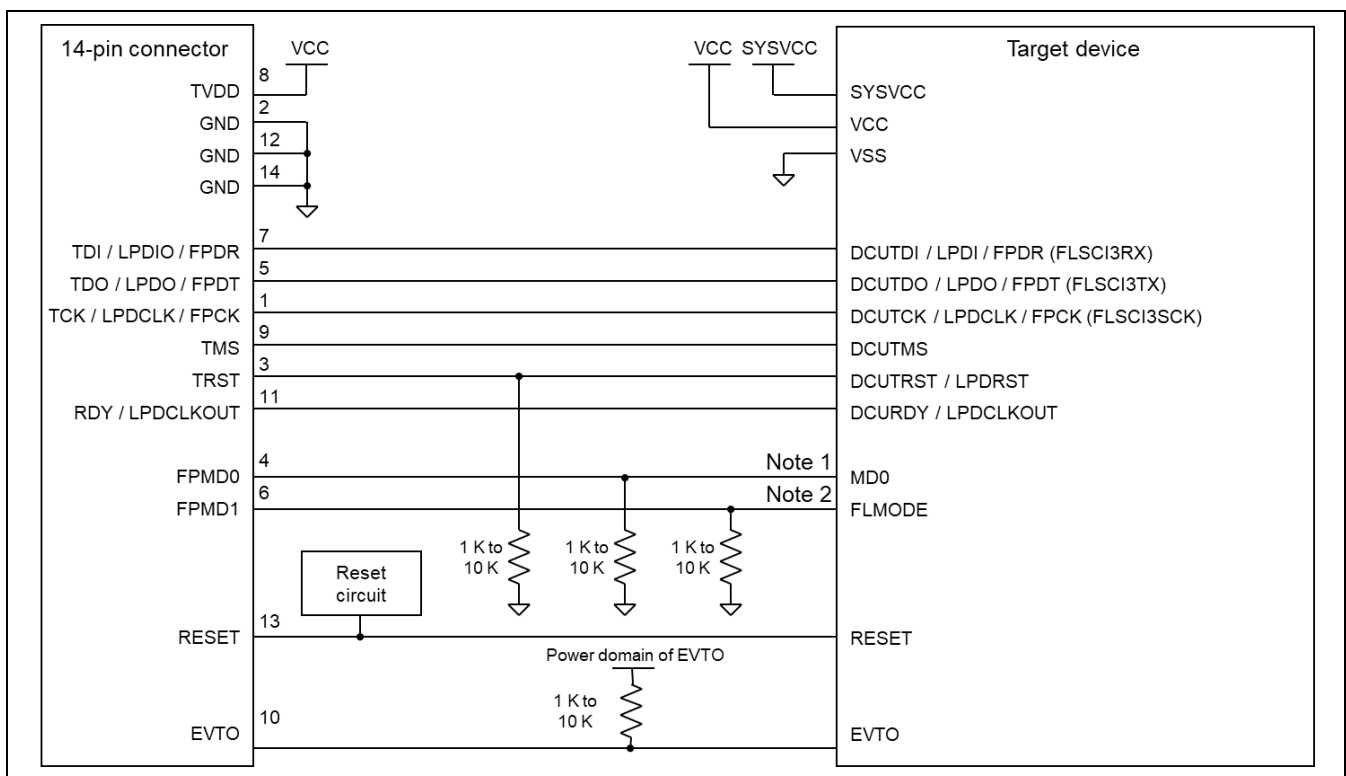 14-pin connector
VCC
VCC
SYSVCC
Target device
8
TVDD
SYSVCC
2
GND
VCC
12
GND
VSS
14
GND
7
TDI / LPDIO / FPDR
DCUTDI / LPDI / FPDR (FLSCI3RX)
5
TDO / LPDO / FPDT
DCUTDO / LPDO / FPDT (FLSCI3TX)
1
TCK / LPDCLK / FPCK
DCUTCK / LPDCLK / FPCK (FLSCI3SCK)
9
TMS
DCUTMS
3
TRST
DCUTRST / LPDRST
11
RDY / LPDCLKOUT
DCURDY / LPDCLKOUT
4
Note 1
FPMD0
MD0
6
Note 2
FPMD1
FLMODE
1 K to
10 K
1 K to
10 K
1 K to
10 K
Reset
circuit
13
RESET
RESET
Power domain of EVTO
1 K to
10 K
10
EVTO
EVTO